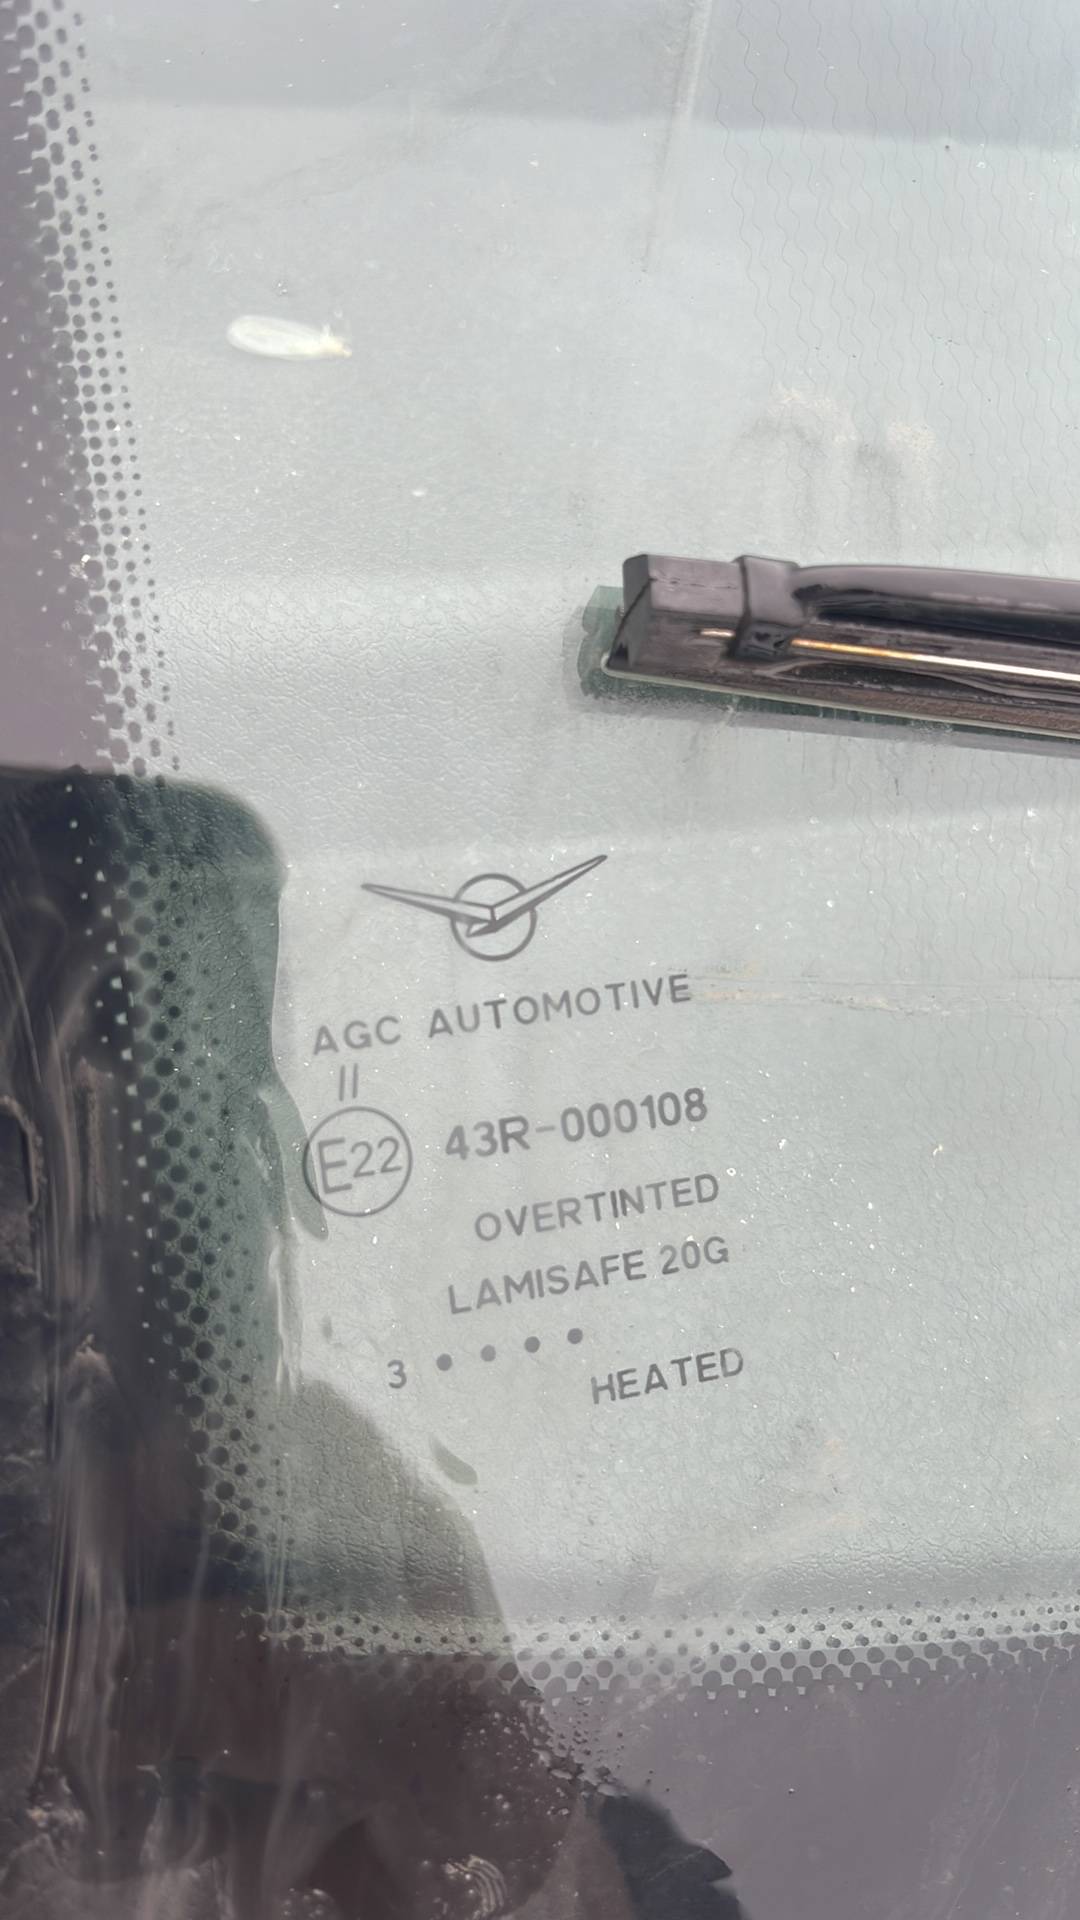 AGC AUTOMOTIVE
II
E22 43R-000108
OVERTINTED
LAMISAFE 20G
3 • • • •
HEATED